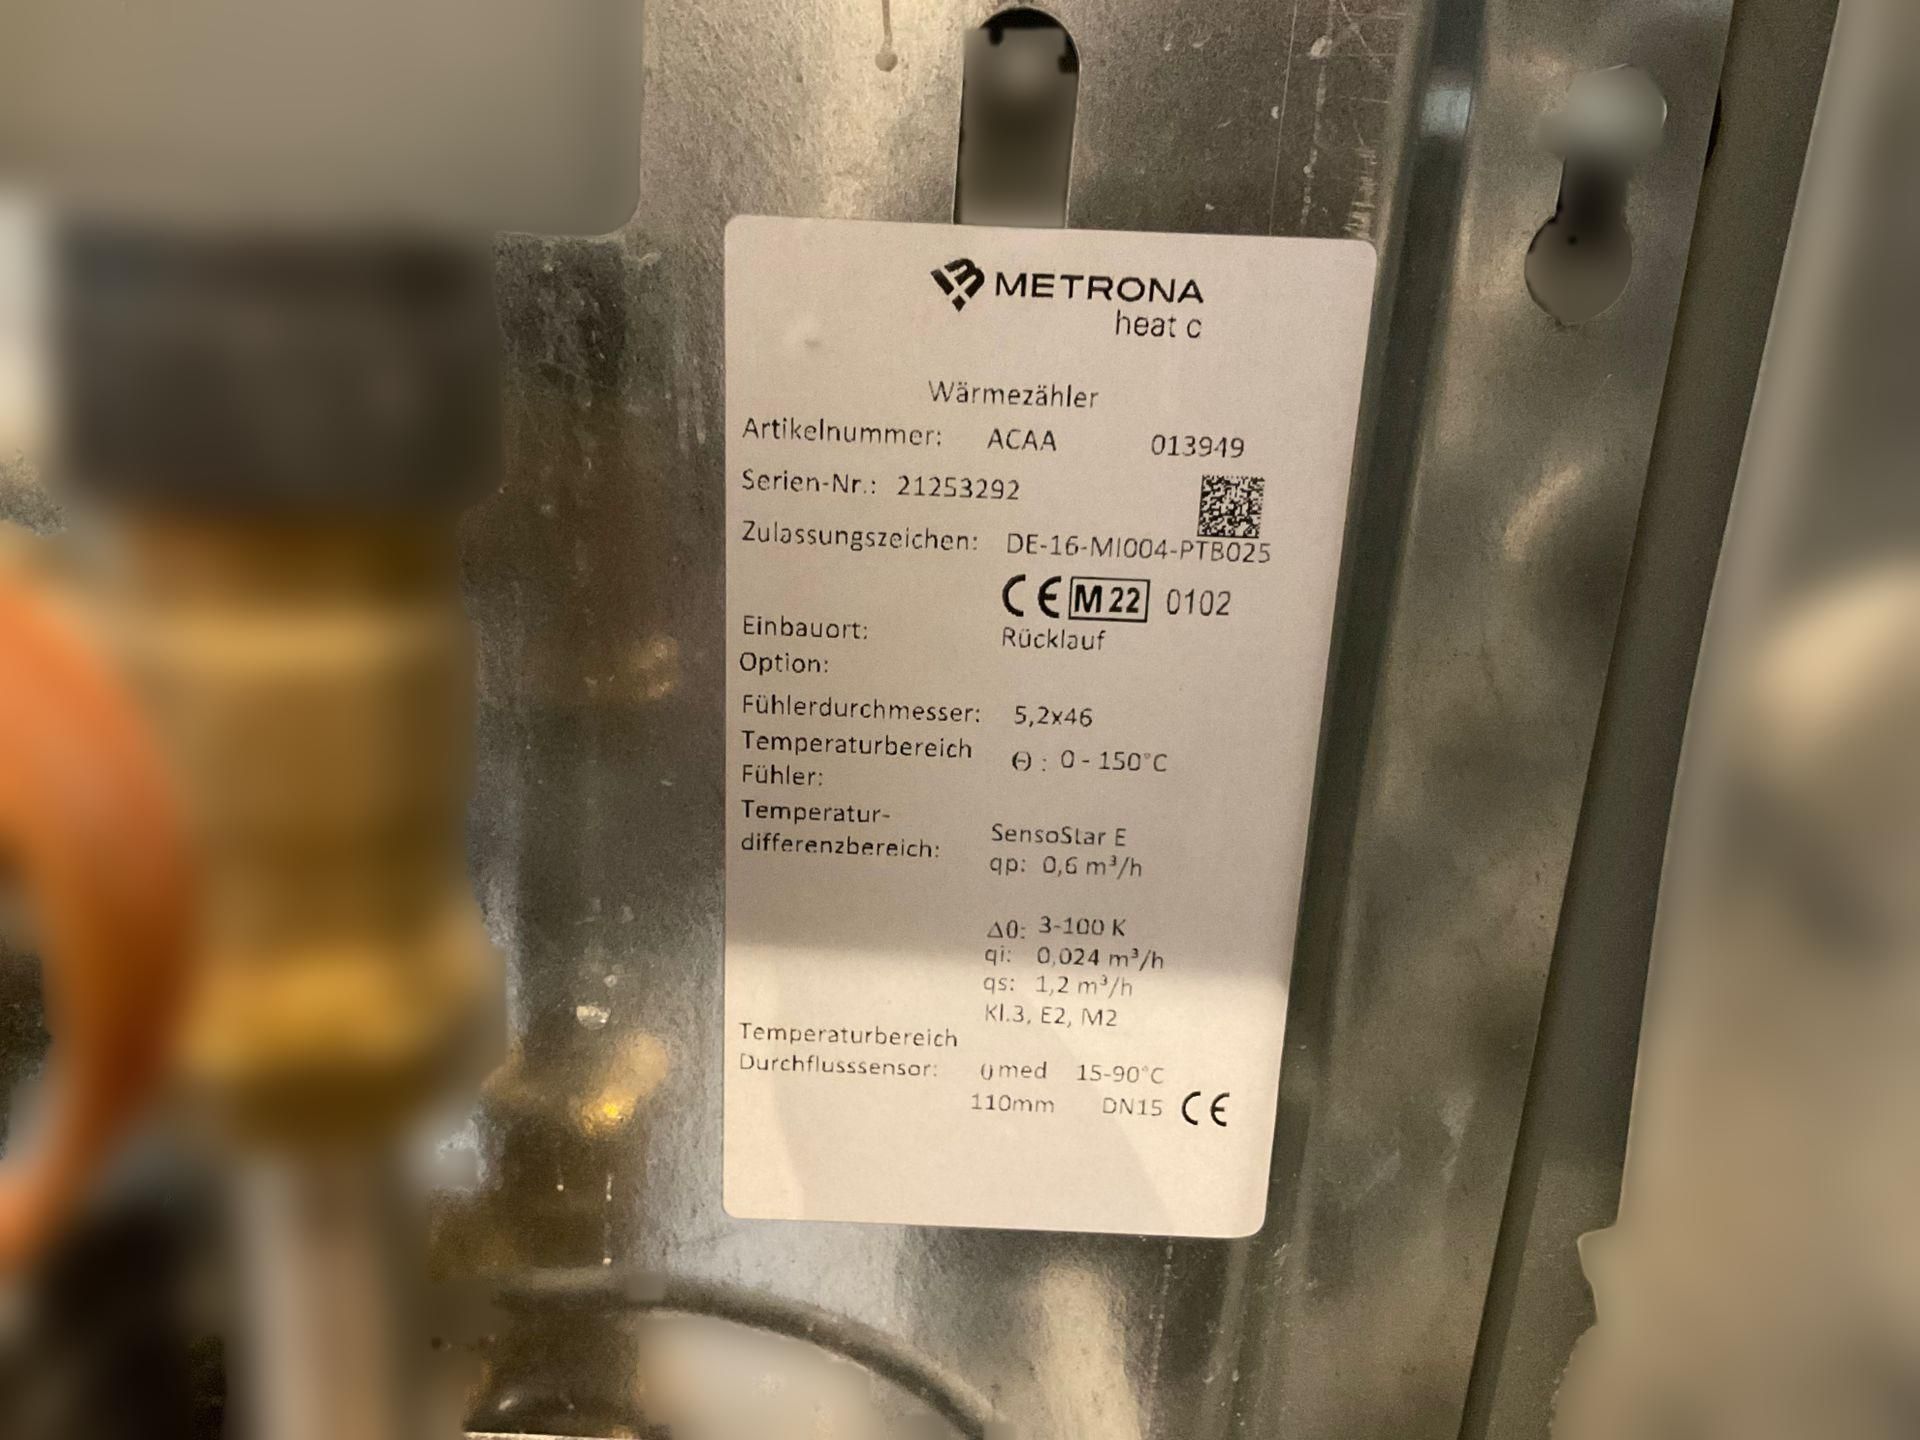 METRONA
heat c
Wärmezähler
Artikelnummer: ACAA 013949
Serien-Nr.: 21253292
Zulassungszeichen: DE-16-MI004-PTB025
CE M22 0102
Einbauort: Rücklauf
Option:
Fühlerdurchmesser: 5,2x46
Temperaturbereich
Fühler: Θ : 0 - 150°C
Temperatur-
differenzbereich: SensoStar E
qp: 0,6 m³/h
Δθ: 3-100 K
qi: 0,024 m³/h
qs: 1,2 m³/h
Kl.3, E2, M2
Temperaturbereich
Durchflusssensor: θmed 15-90°C
110mm DN15 CE